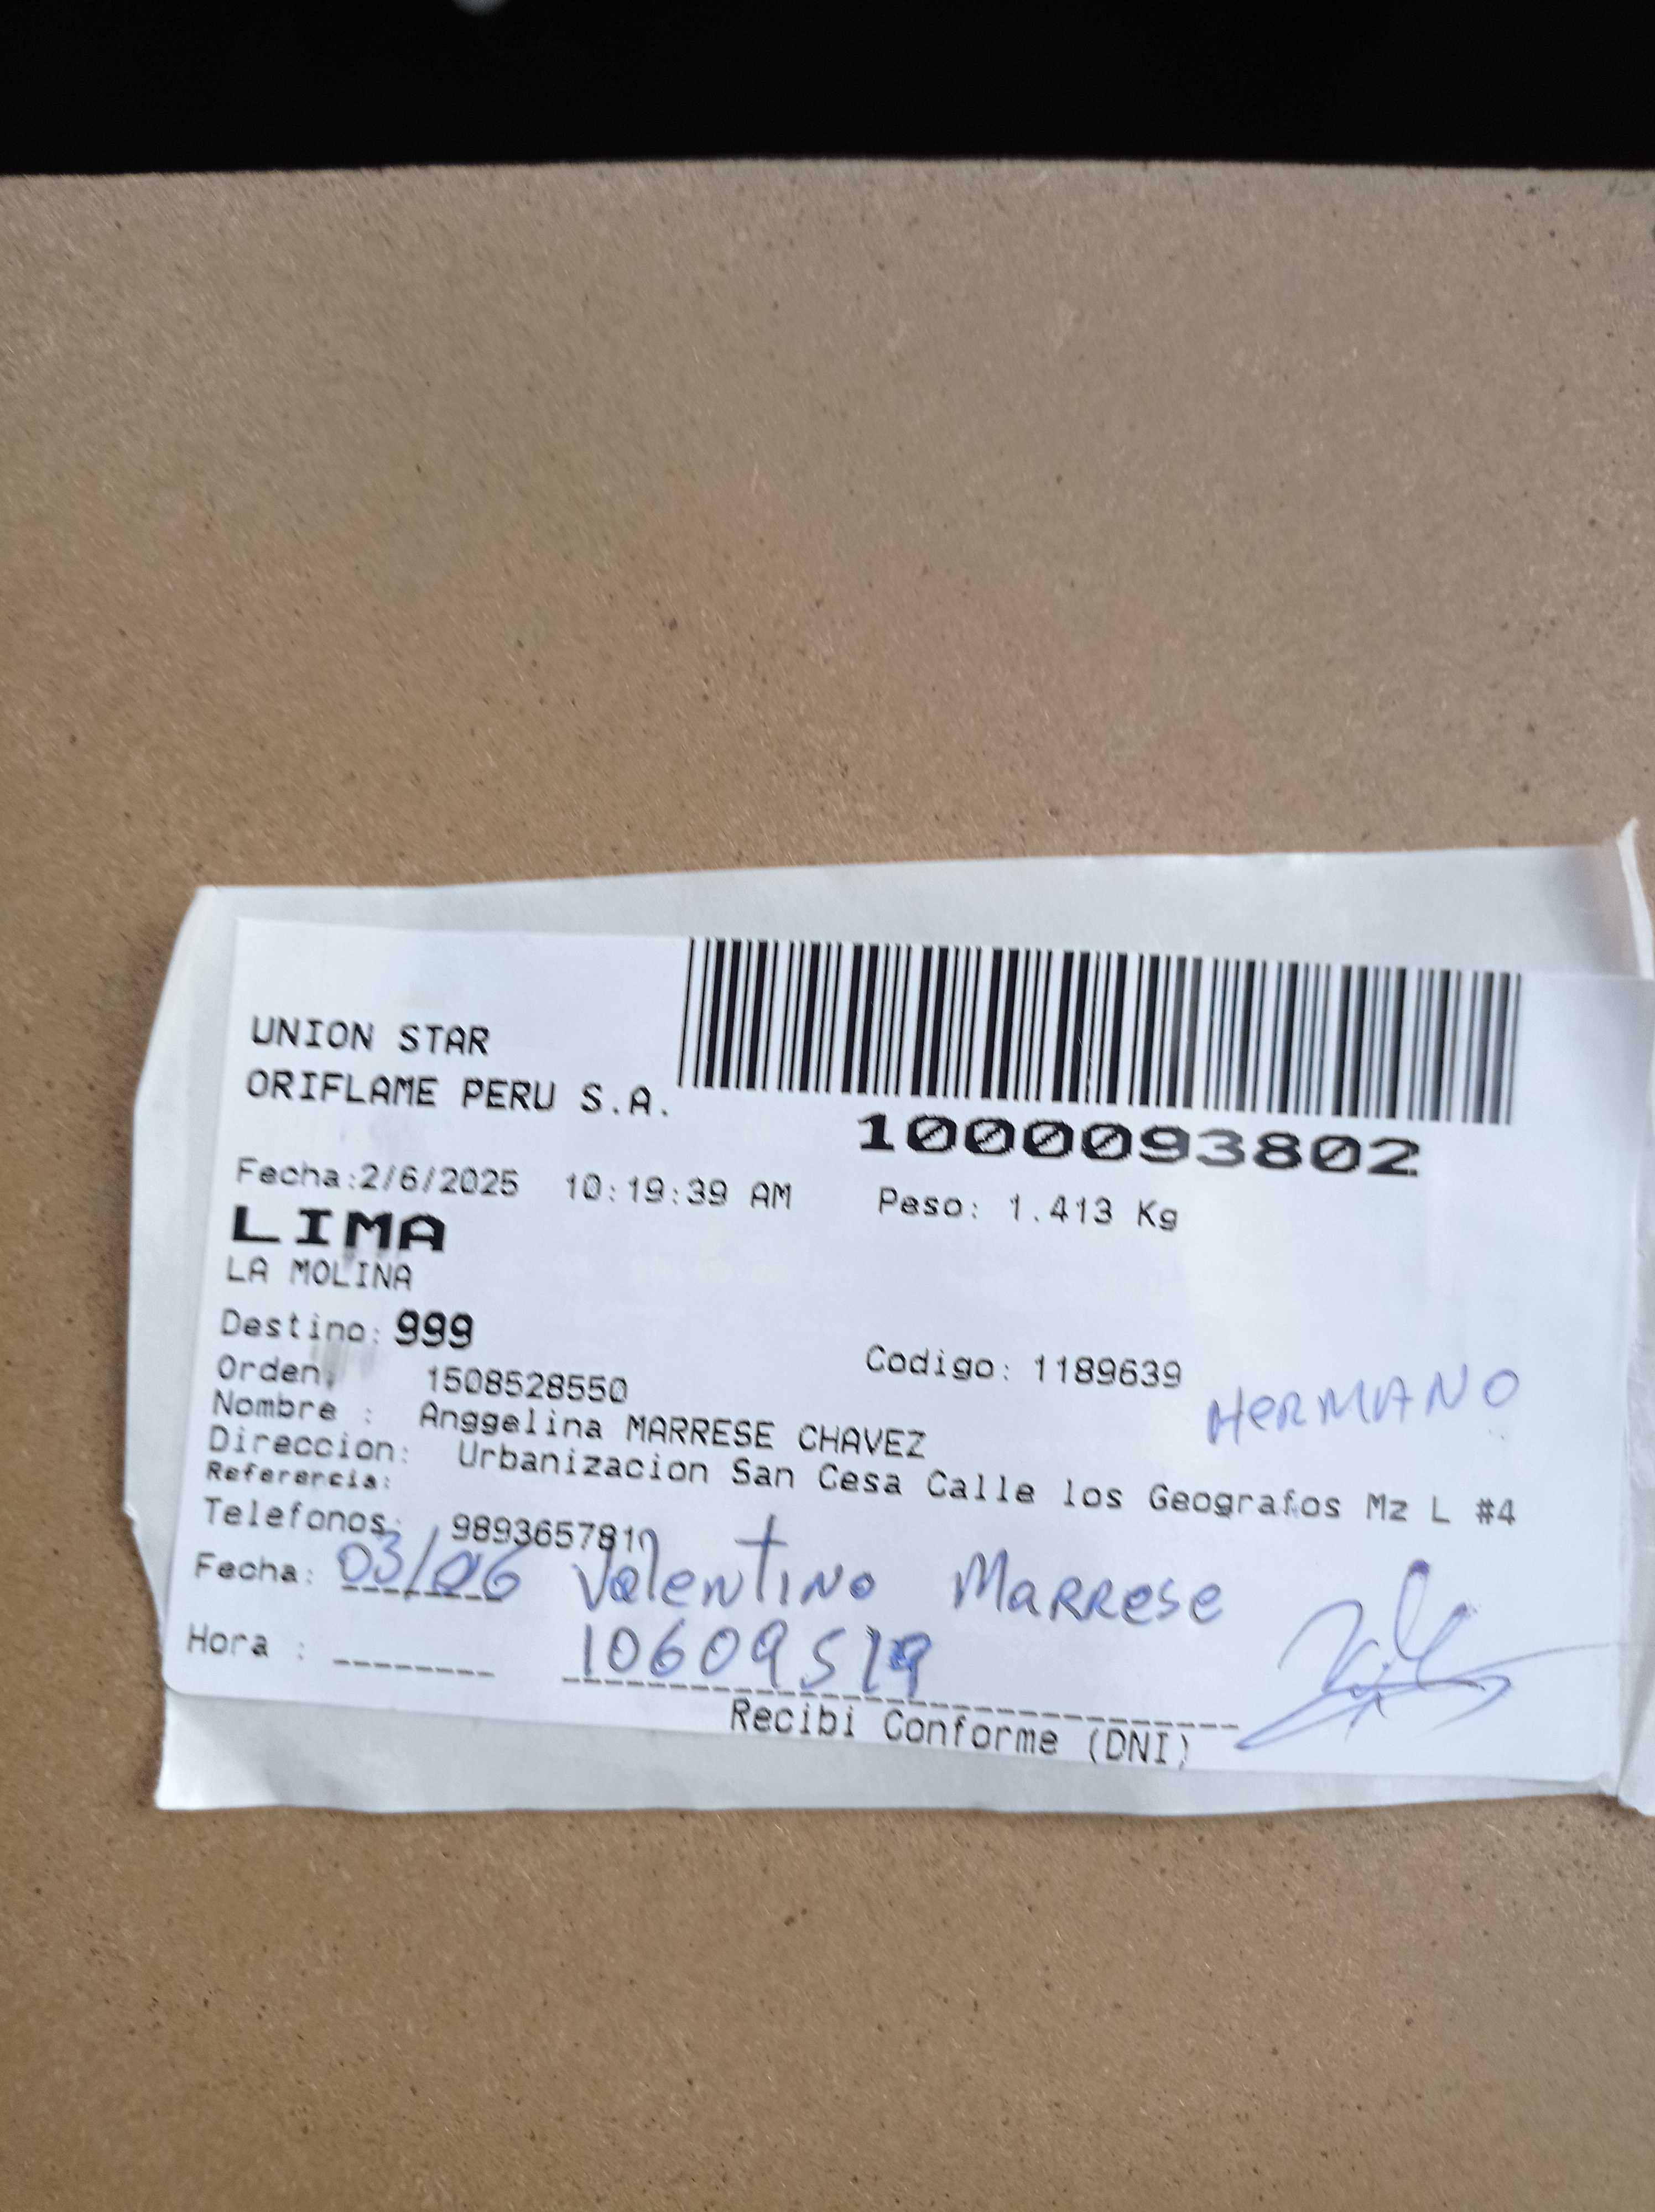 UNION STAR
ORIFLAME PERU S.A.
1000093802
Fecha:2/6/2025 10:19:39 AM Peso: 1.413 Kg
LIMA
LA MOLINA
Destino: 999
Orden: 1508528550 Codigo: 1189639
HERMANO
Nombre : Anggelina MARRESE CHAVEZ
Direccion: Urbanizacion San Cesa Calle los Geografos Mz L #4
Referencia:
Telefonos:
Fecha: 03/06 Valentino Marrese
Hora : 10609519
Recibi Conforme (DNI)